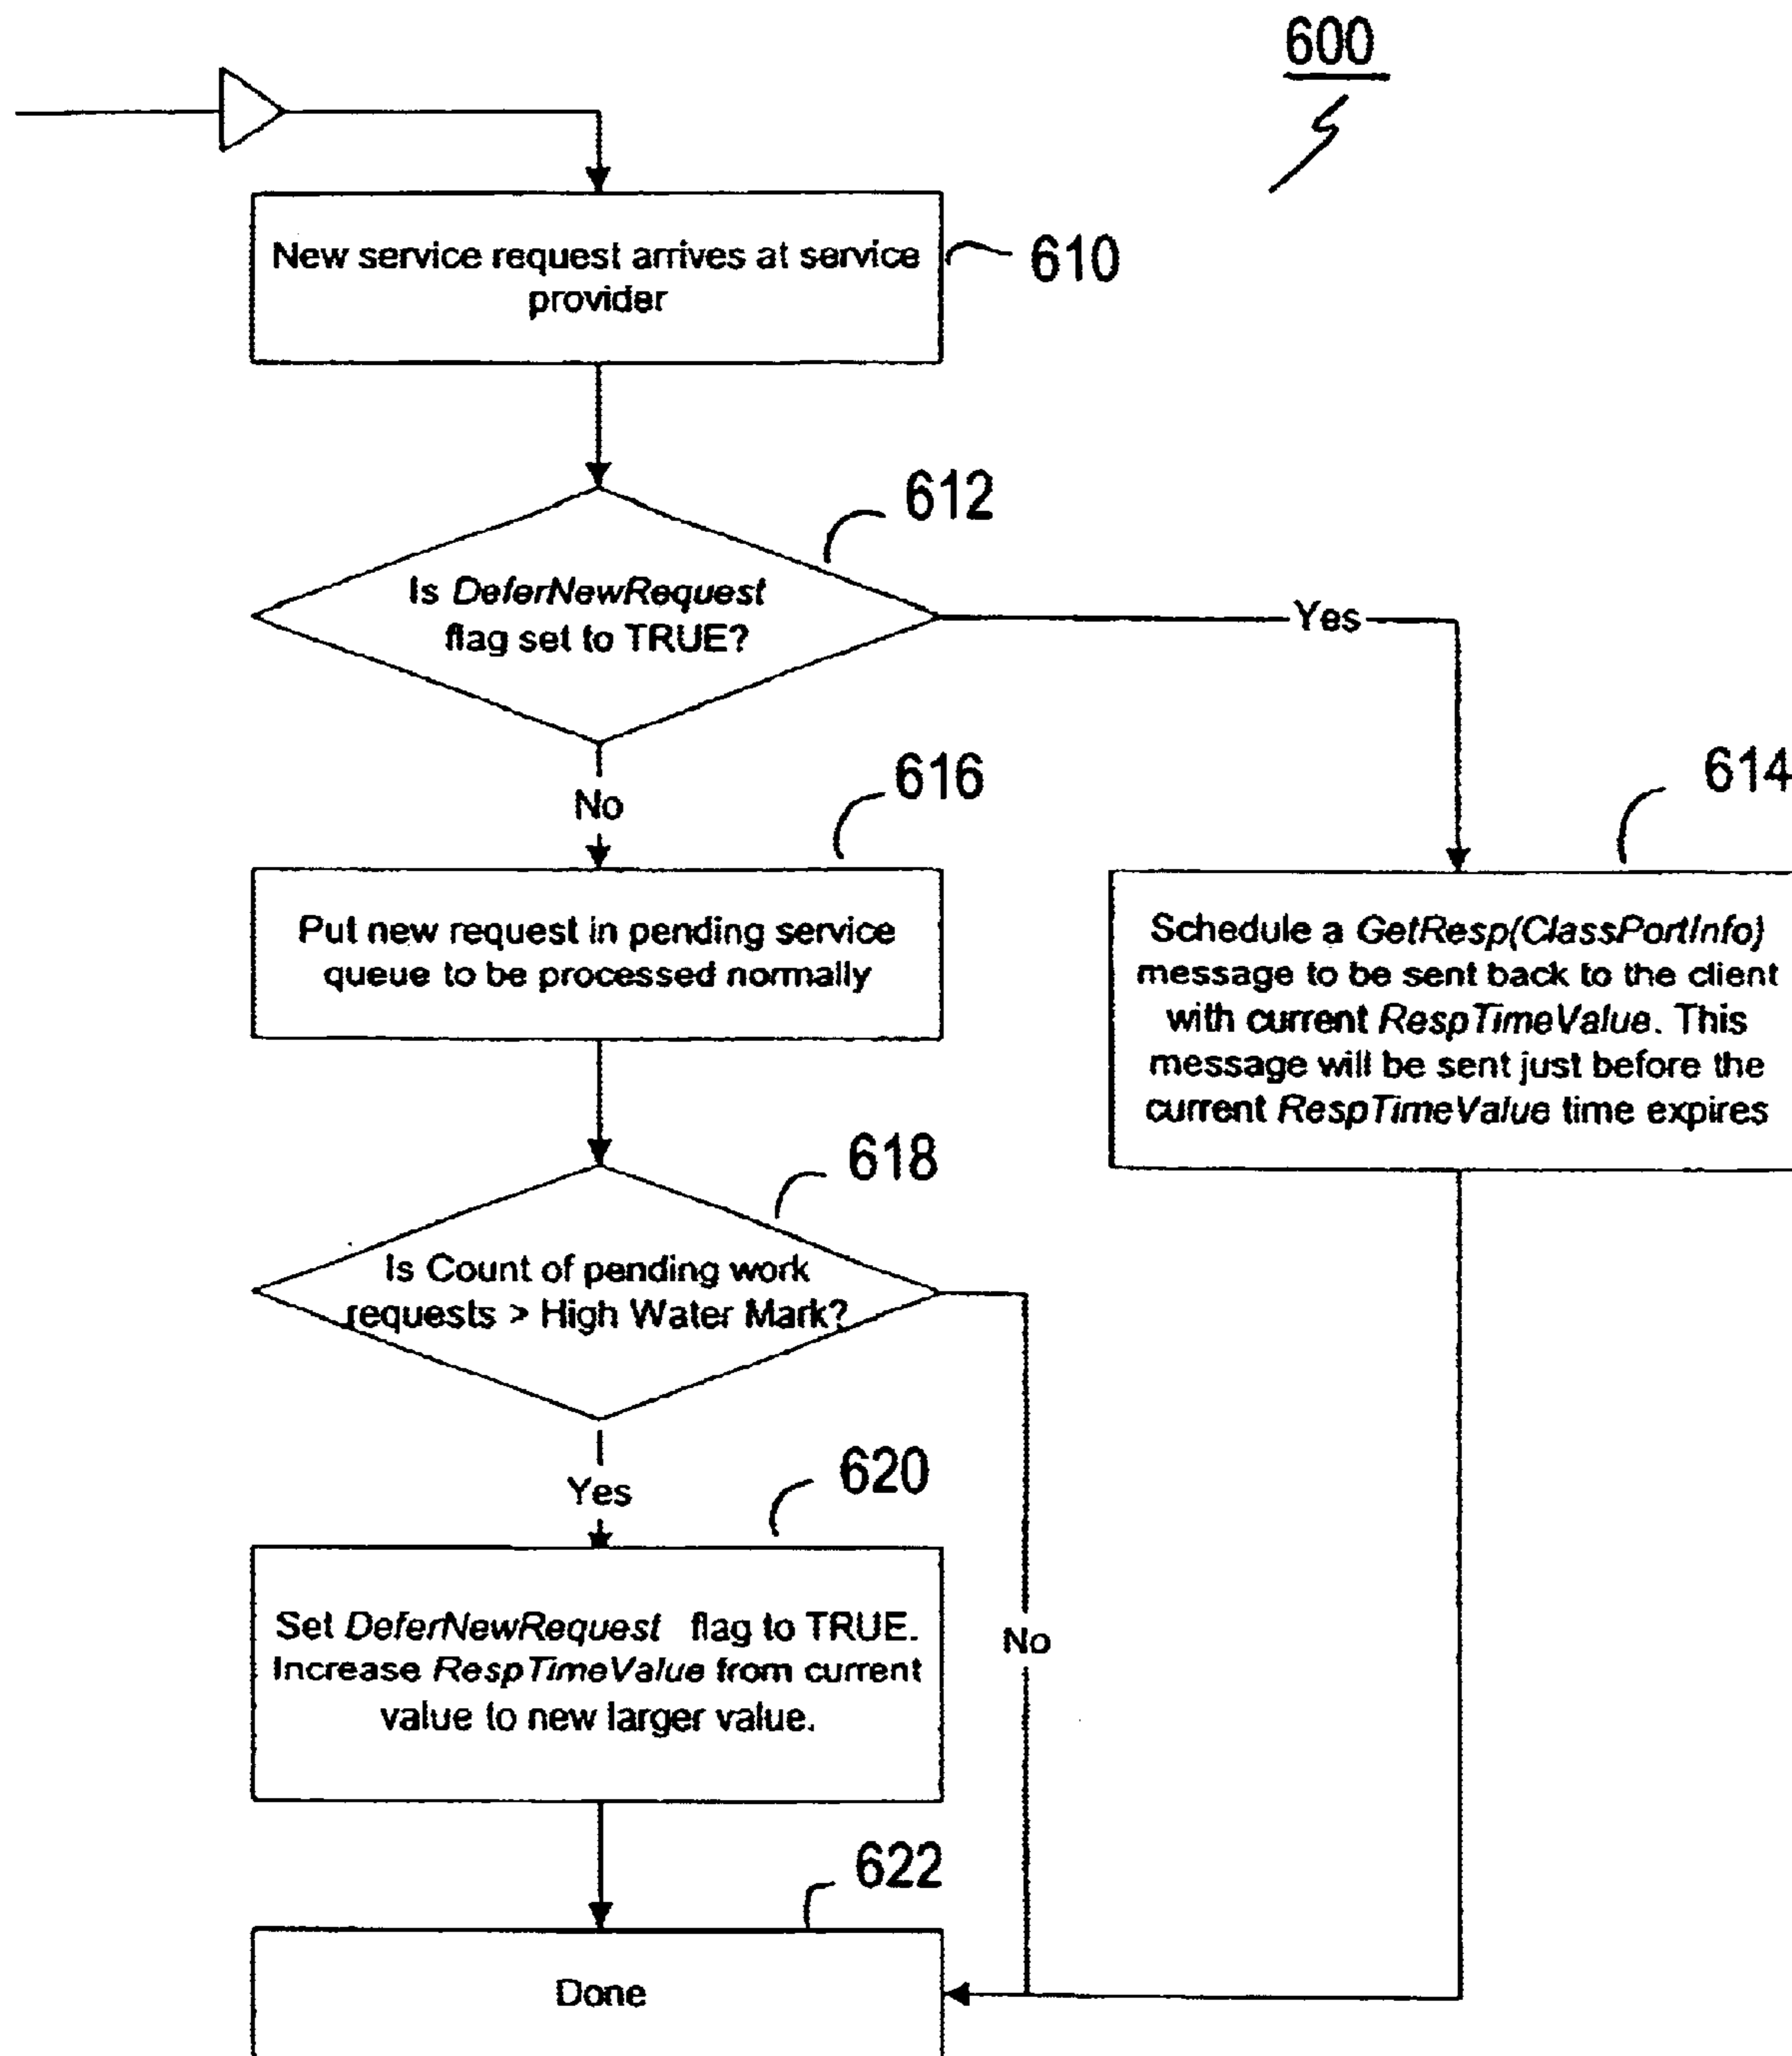 600
New service request arrives at service
provider
610
612
Is DeferNewRequest
flag set to TRUE?
Yes
No
616
614
Put new request in pending service
queue to be processed normally
Schedule a GetResp(ClassPortInfo)
message to be sent back to the client
with current RespTimeValue. This
message will be sent just before the
current RespTimeValue time expires
618
Is Count of pending work
requests > High Water Mark?
Yes
620
No
Set DeferNewRequest flag to TRUE.
Increase RespTimeValue from current
value to new larger value.
622
Done